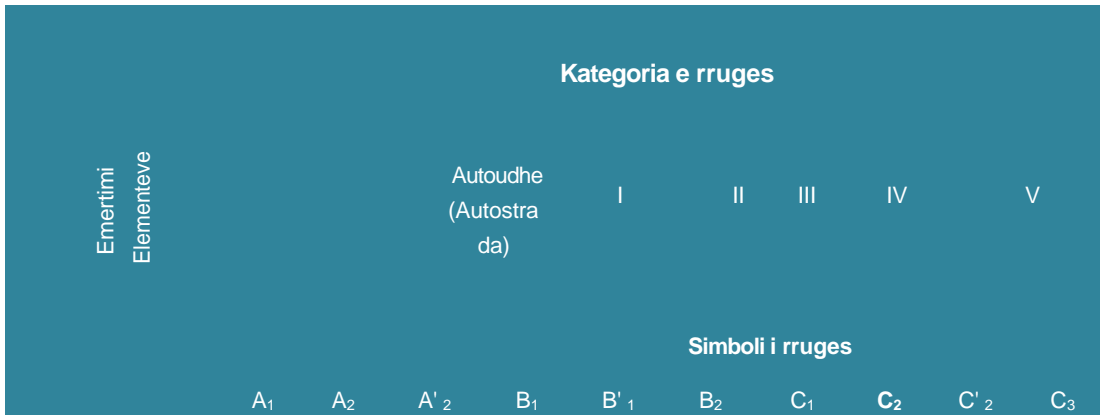 Kategoria e rruges
Emertimi
Elementeve
Autoudhe
(Autostra
da)
I
II
III
IV
V
Simboli i rruges
A₁ A₂ A' ₂ B₁ B' ₁ B₂ C₁ C₂ C' ₂ C₃